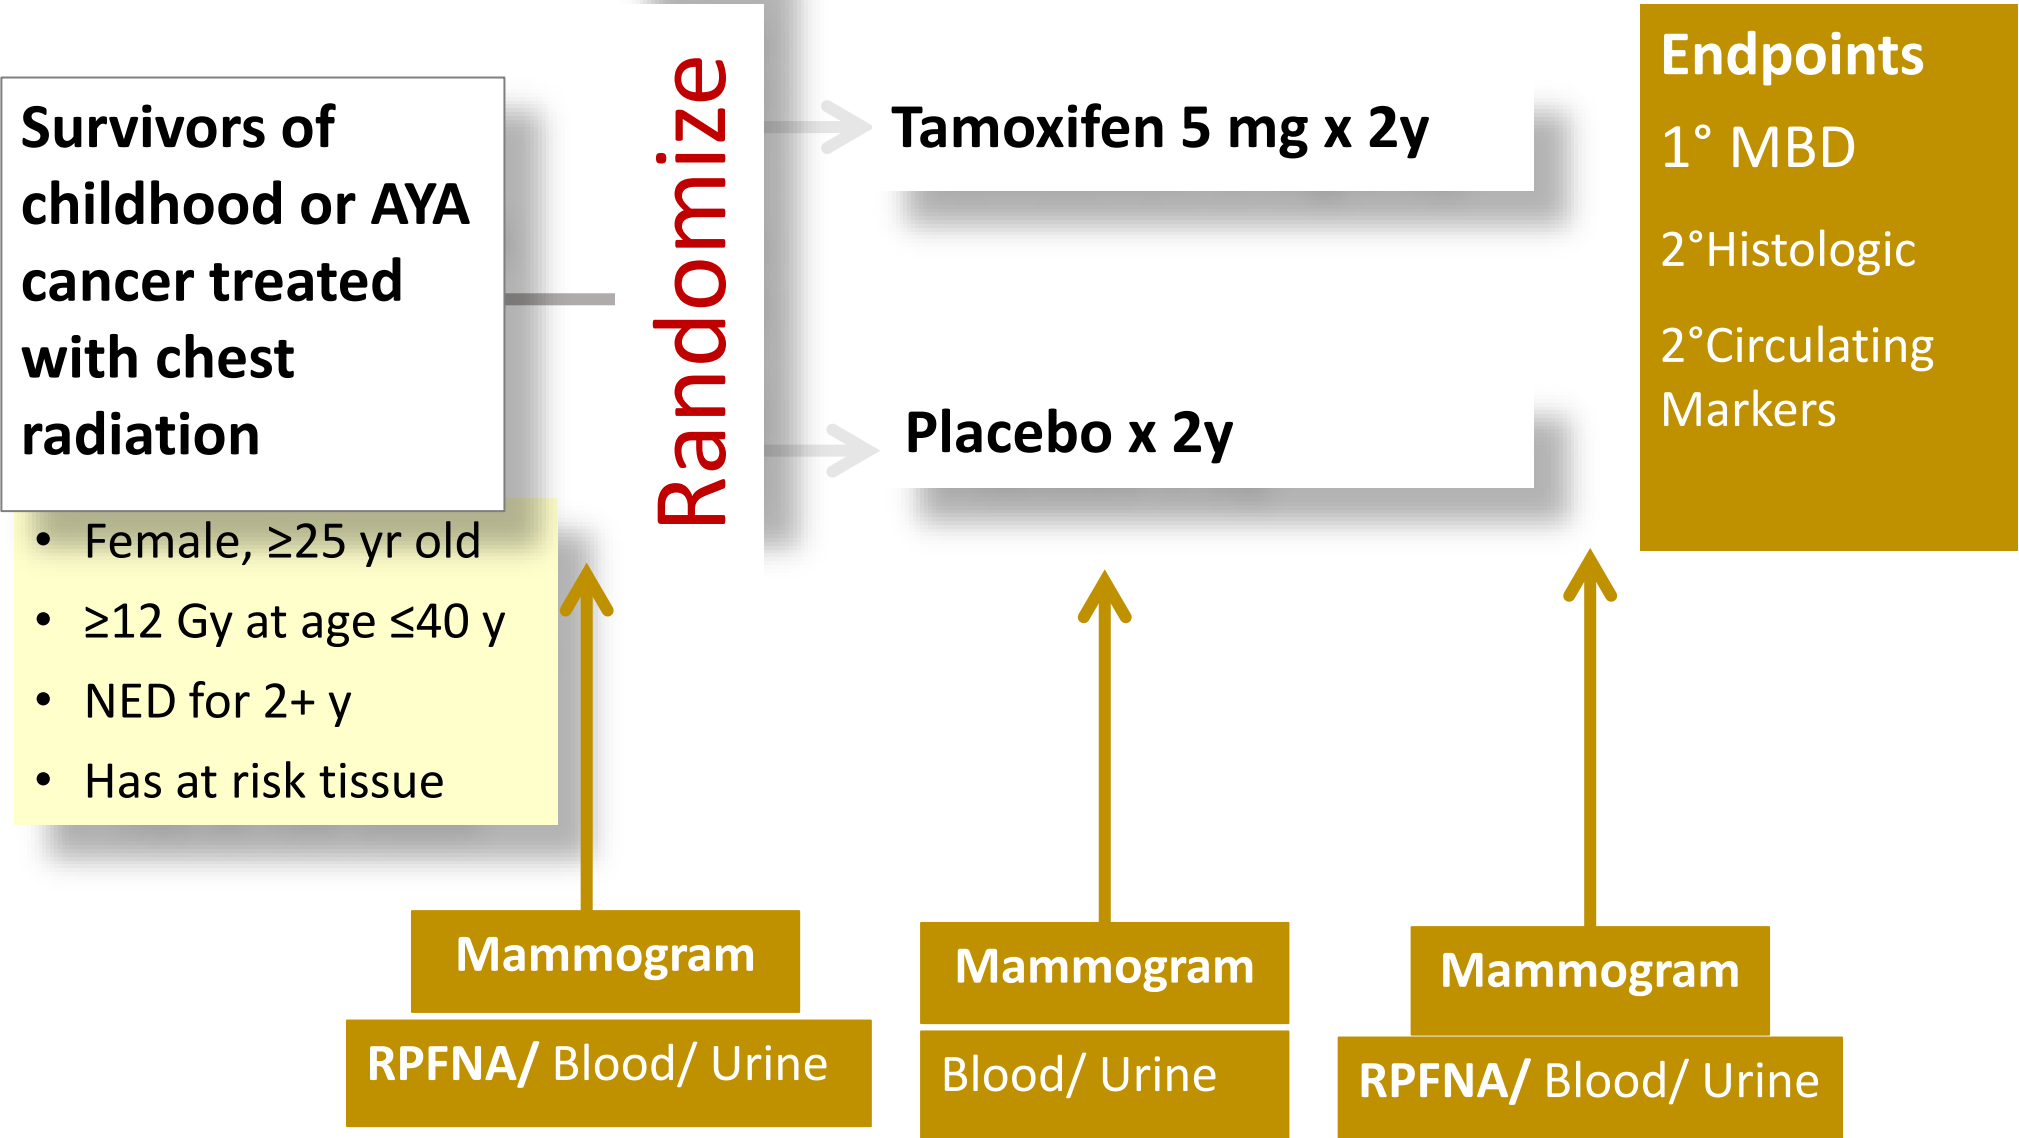 Survivors of
childhood or AYA
cancer treated
with chest
radiation
• Female, ≥25 yr old
• ≥12 Gy at age ≤40 y
• NED for 2+ y
• Has at risk tissue
Randomize
Tamoxifen 5 mg x 2y
Placebo x 2y
Endpoints
1° MBD
2°Histologic
2°Circulating
Markers
Mammogram
RPFNA/ Blood/ Urine
Mammogram
Blood/ Urine
Mammogram
RPFNA/ Blood/ Urine